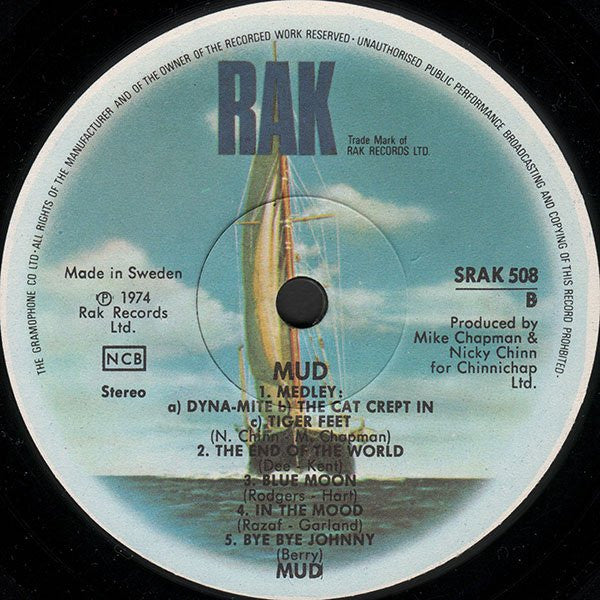 THE GRAMOPHONE CO LTD·ALL RIGHTS OF THE MANUFACTURER AND OF THE OWNER OF THE RECORDED WORK RESERVED · UNAUTHORISED PUBLIC PERFORMANCE BROADCASTING AND COPYING OF THIS RECORD PROHIBITED·
RAK
Trade Mark of
RAK RECORDS LTD.
Made in Sweden
Ⓟ 1974
Rak Records
Ltd.
NCB
Stereo
SRAK 508
B
Produced by
Mike Chapman &
Nicky Chinn
for Chinnichap
Ltd.
MUD
1. MEDLEY:
a) DYNA-MITE b) THE CAT CREPT IN
c) TIGER FEET
(N. Chinn - M. Chapman)
2. THE END OF THE WORLD
(Dee - Kent)
3. BLUE MOON
(Rodgers - Hart)
4. IN THE MOOD
(Razaf - Garland)
5. BYE BYE JOHNNY
(Berry)
MUD